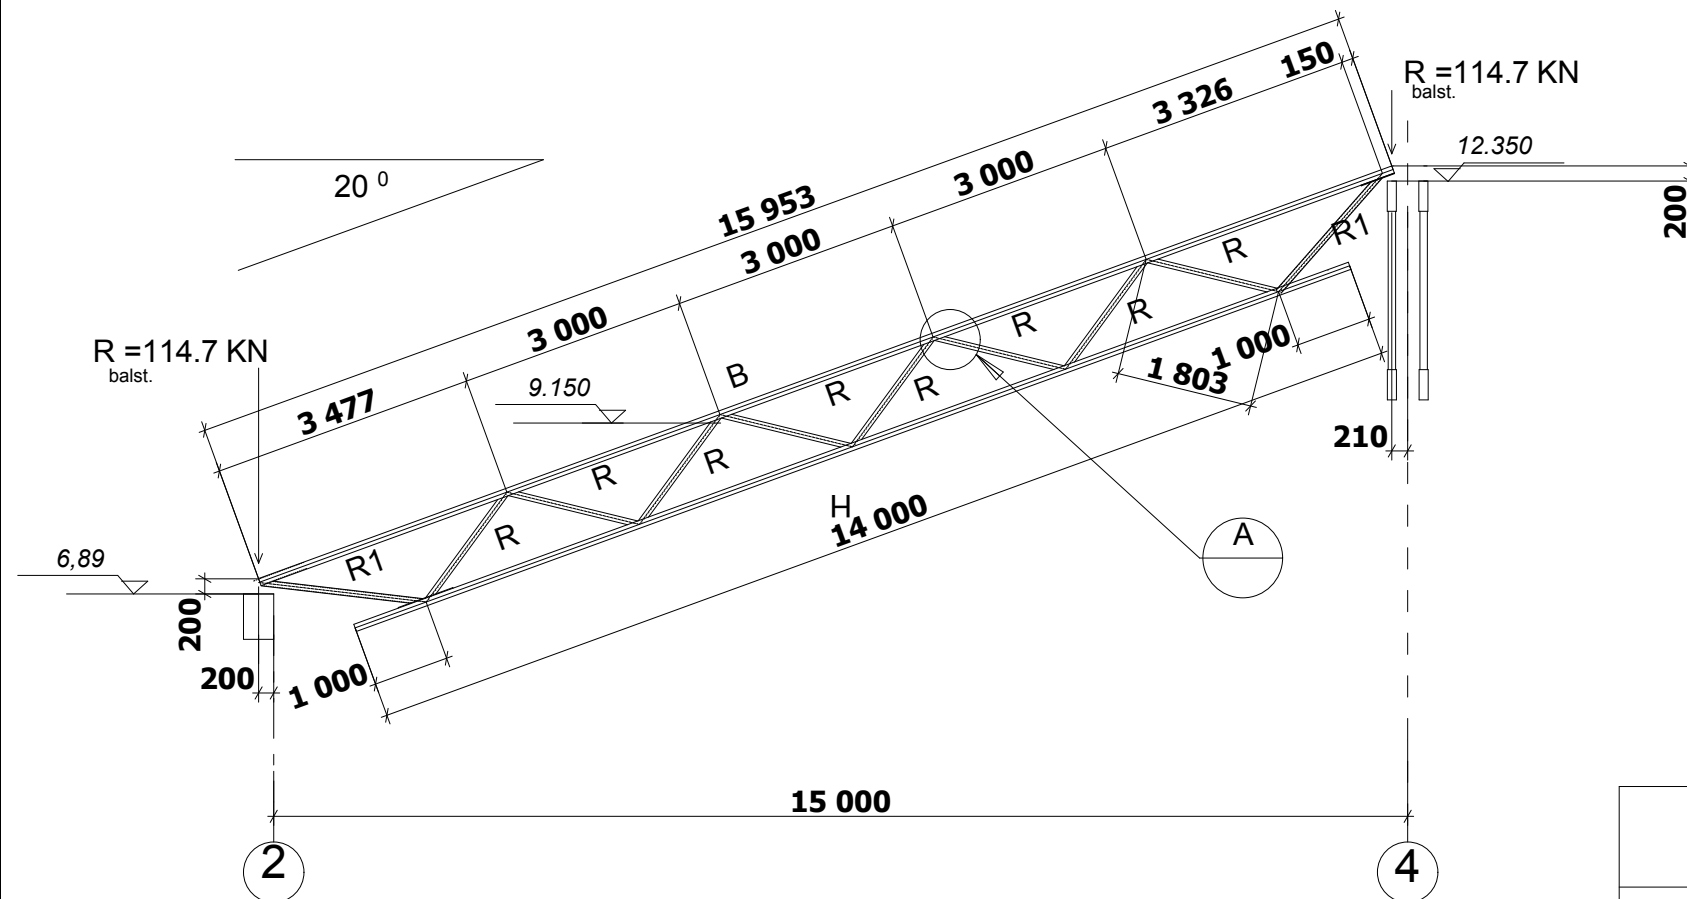 150
R =114.7 KN
balst.
3 326
12.350
3 000
20 0
15 953
200
3 000
R1
R
3 000
R
R =114.7 KN
balst.
R
1 000
B
1 803
9.150
R
R
3 477
210
R
R
H
14 000
A
R
R1
6,89
200
200
1 000
15 000
2
4